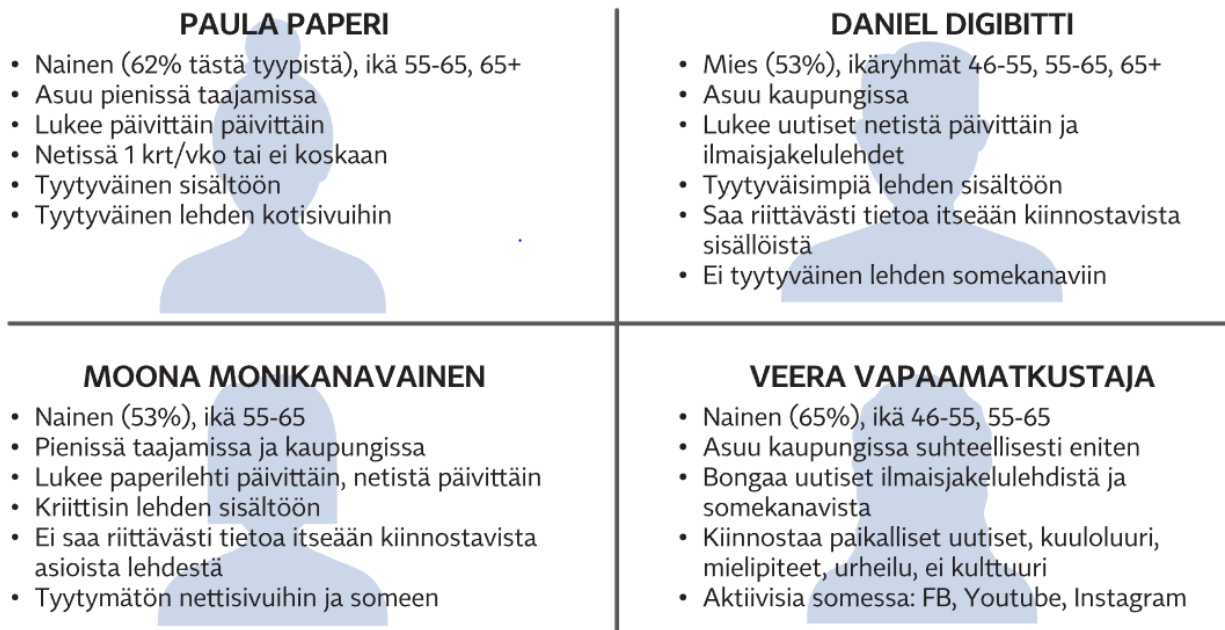 PAULA PAPERI
• Nainen (62% tästä tyypistä), ikä 55-65, 65+
• Asuu pienissä taajamissa
• Lukee päivittäin päivittäin
• Netissä 1 krt/vko tai ei koskaan
• Tyytyväinen sisältöön
• Tyytyväinen lehden kotisivuihin
DANIEL DIGIBITTI
• Mies (53%), ikäryhmät 46-55, 55-65, 65+
• Asuu kaupungissa
• Lukee uutiset netistä päivittäin ja
ilmaisjakelulehdet
• Tyytyväisimpiä lehden sisältöön
• Saa riittävästi tietoa itseään kiinnostavista
sisällöistä
• Ei tyytyväinen lehden somekanaviin
MOONA MONIKANAVAINEN
• Nainen (53%), ikä 55-65
• Pienissä taajamissa ja kaupungissa
• Lukee paperilehti päivittäin, netistä päivittäin
• Kriittisin lehden sisältöön
• Ei saa riittävästi tietoa itseään kiinnostavista
asioista lehdestä
• Tyytymätön nettisivuihin ja someen
VEERA VAPAAMATKUSTAJA
• Nainen (65%), ikä 46-55, 55-65
• Asuu kaupungissa suhteellisesti eniten
• Bongaa uutiset ilmaisjakelulehdistä ja
somekanavista
• Kiinnostaa paikalliset uutiset, kuuloluuri,
mielipiteet, urheilu, ei kulttuuri
• Aktiivisia somessa: FB, Youtube, Instagram